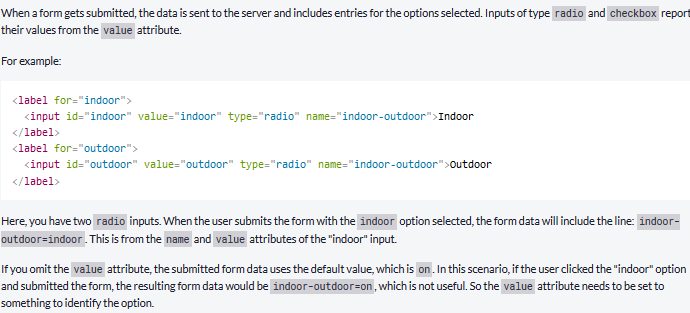 When a form gets submitted, the data is sent to the server and includes entries for the options selected. Inputs of type radio and checkbox report
their values from the value attribute.
For example:
<label for="indoor">
  <input id="indoor" value="indoor" type="radio" name="indoor-outdoor">Indoor
</label>
<label for="outdoor">
  <input id="outdoor" value="outdoor" type="radio" name="indoor-outdoor">Outdoor
</label>
Here, you have two radio inputs. When the user submits the form with the indoor option selected, the form data will include the line: indoor-
outdoor=indoor. This is from the name and value attributes of the "indoor" input.
If you omit the value attribute, the submitted form data uses the default value, which is on. In this scenario, if the user clicked the "indoor" option
and submitted the form, the resulting form data would be indoor-outdoor=on, which is not useful. So the value attribute needs to be set to
something to identify the option.